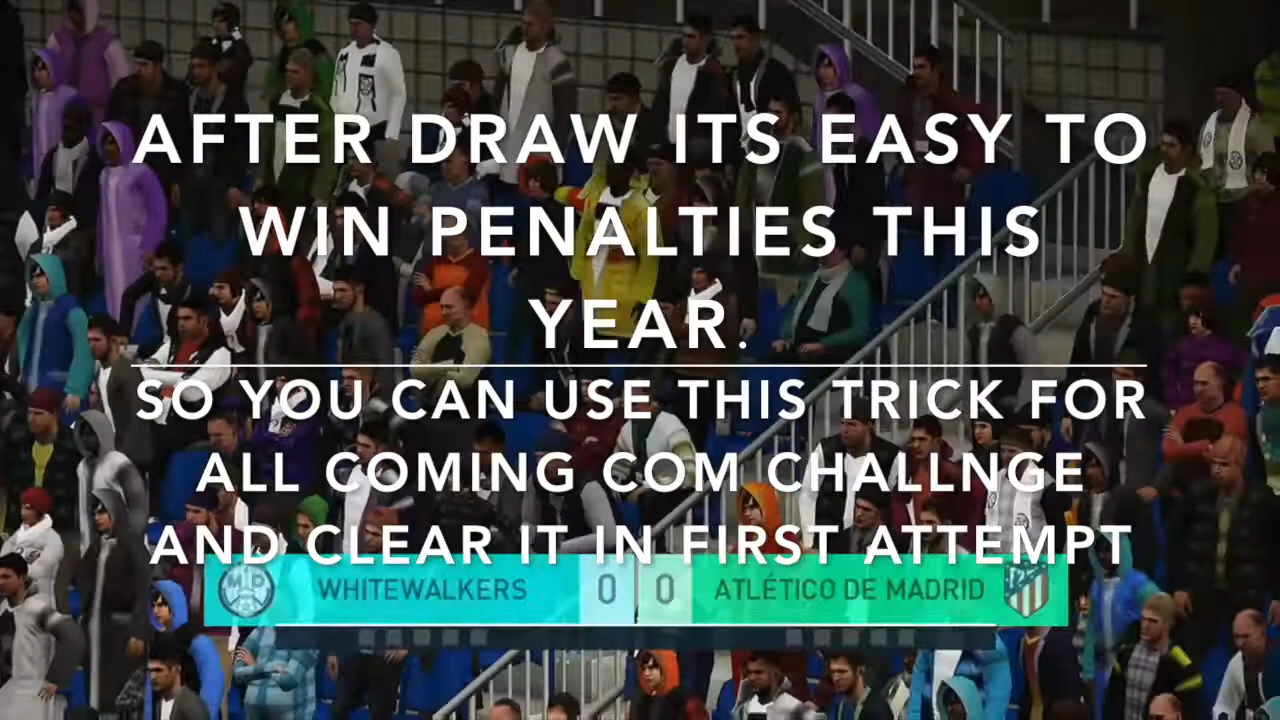 AFTER DRAW ITS EASY TO
WIN PENALTIES THIS
YEAR.
SO YOU CAN USE THIS TRICK FOR
ALL COMING COM CHALLNGE
AND CLEAR IT IN FIRST ATTEMPT
MD WHITEWALKERS 0 0 ATLÉTICO DE MADRID